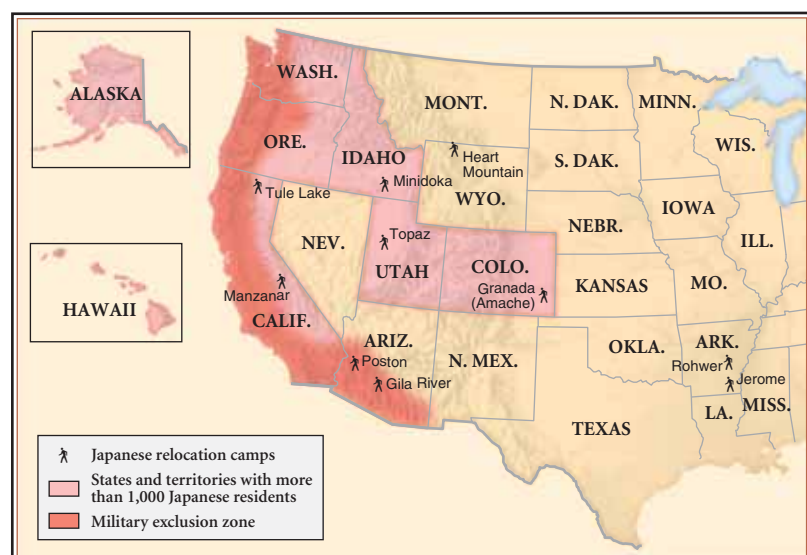 ALASKA
HAWAII
WASH.
MONT.
N. DAK.
MINN.
ORE.
IDAHO
Heart
Mountain
S. DAK.
WIS.
Tule Lake
Minidoka
WYO.
NEBR.
IOWA
NEV.
Topaz
UTAH
COLO.
ILL.
Manzanar
Granada
(Amache)
KANSAS
MO.
CALIF.
ARIZ.
Poston
Gila River
N. MEX.
OKLA.
ARK.
Rohwer
Jerome
TEXAS
LA.
MISS.
Japanese relocation camps
States and territories with more
than 1,000 Japanese residents
Military exclusion zone